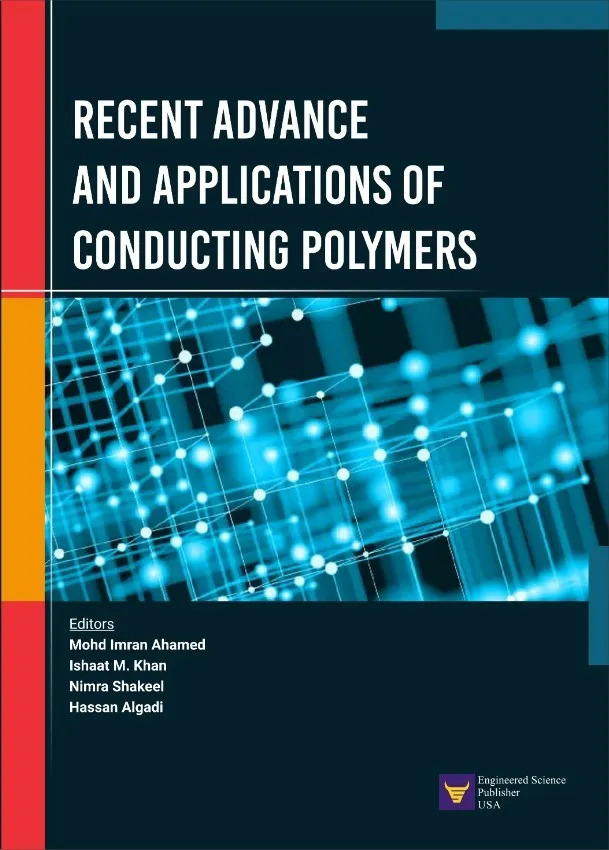 RECENT ADVANCE
AND APPLICATIONS OF
CONDUCTING POLYMERS
Editors
Mohd Imran Ahamed
Ishaat M. Khan
Nimra Shakeel
Hassan Algadi
Engineered Science
Publisher
USA